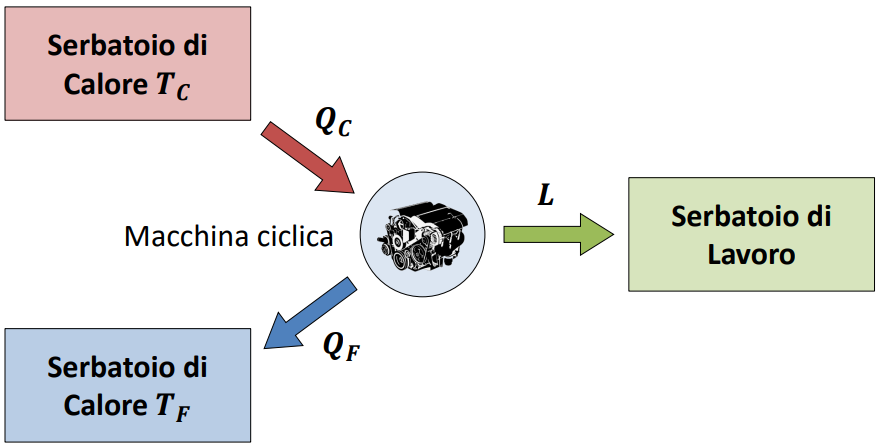 Serbatoio di
Calore T_C
Q_C
L
Serbatoio di
Lavoro
Macchina ciclica
Q_F
Serbatoio di
Calore T_F